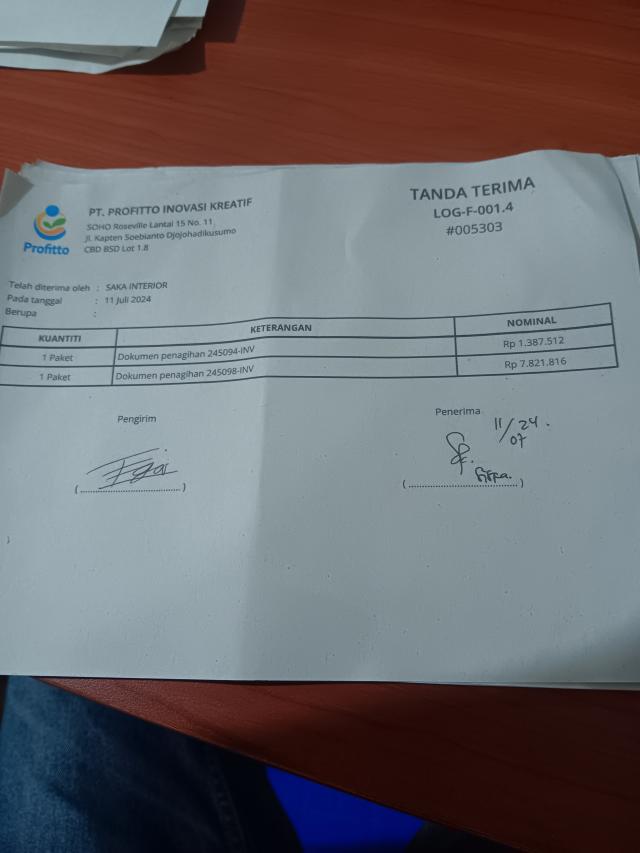 Profitto
PT. PROFITTO INOVASI KREATIF
SOHO Roseville Lantai 15 No. 11
Jl. Kapten Soebianto Djojohadikusumo
CBD BSD Lot 1.8
TANDA TERIMA
LOG-F-001.4
#005303
Telah diterima oleh : SAKA INTERIOR
Pada tanggal : 11 Juli 2024
Berupa :
KUANTITI KETERANGAN NOMINAL
1 Paket Dokumen penagihan 245094-INV Rp 1.387.512
1 Paket Dokumen penagihan 245098-INV Rp 7.821.816
Pengirim
Penerima
11/07 24.
(..............................) (..............................)